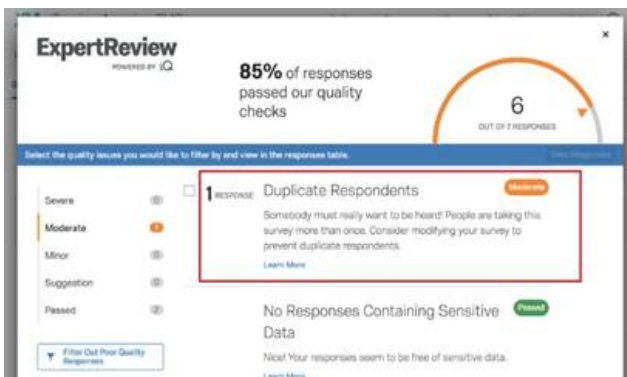 ExpertReview
POWERED BY iQ
85% of responses
passed our quality
checks
6
OUT OF 7 RESPONSES
Select the quality issues you would like to filter by and view in the responses table.
View Responses
Severe 0
Moderate 1
Minor 0
Suggestion 0
Passed 2
Filter Out Poor Quality
Responses
1 RESPONSE
Duplicate Respondents
Moderate
Somebody must really want to be heard! People are taking this
survey more than once. Consider modifying your survey to
prevent duplicate respondents.
Learn More
No Responses Containing Sensitive
Data
Passed
Nice! Your responses seem to be free of sensitive data.
Learn More